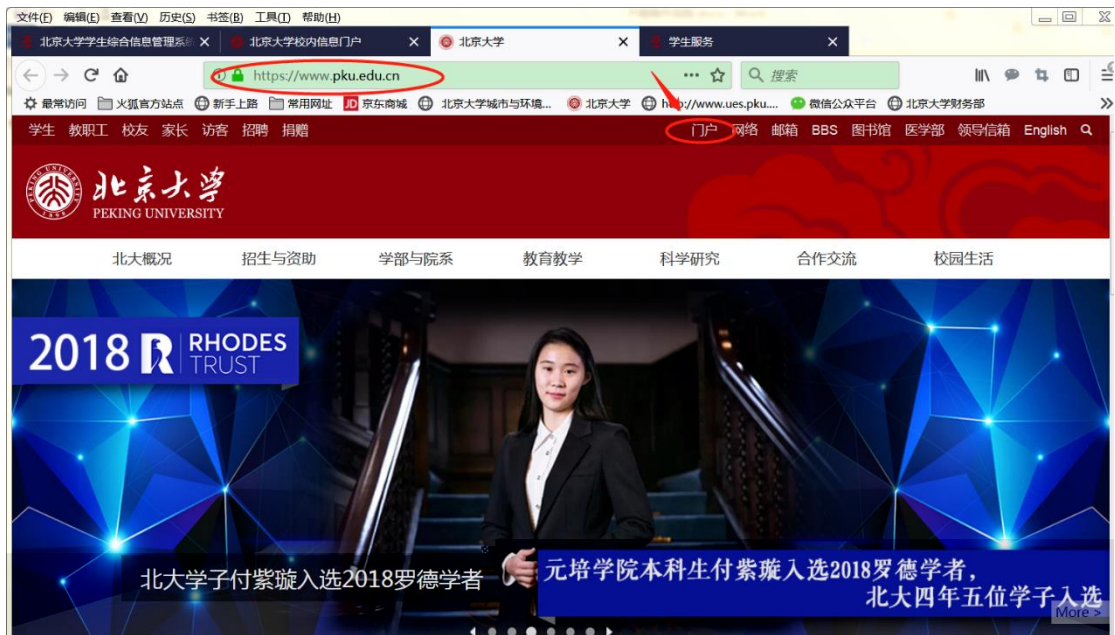 文件(F) 编辑(E) 查看(V) 历史(S) 书签(B) 工具(T) 帮助(H)
北京大学学生综合信息管理系统 北京大学校内信息门户 北京大学 学生服务
https://www.pku.edu.cn 搜索
最常访问 火狐官方站点 新手上路 常用网址 JD 京东商城 北京大学城市与环境... 北京大学 http://www.ues.pku.... 微信公众平台 北京大学财务部
学生 教职工 校友 家长 访客 招聘 捐赠 门户 网络 邮箱 BBS 图书馆 医学部 领导信箱 English
北京大学
PEKING UNIVERSITY
1898
北大概况 招生与资助 学部与院系 教育教学 科学研究 合作交流 校园生活
2018 R RHODES
TRUST
北大学子付紫璇入选2018罗德学者
元培学院本科生付紫璇入选2018罗德学者,
北大四年五位学子入选
More >